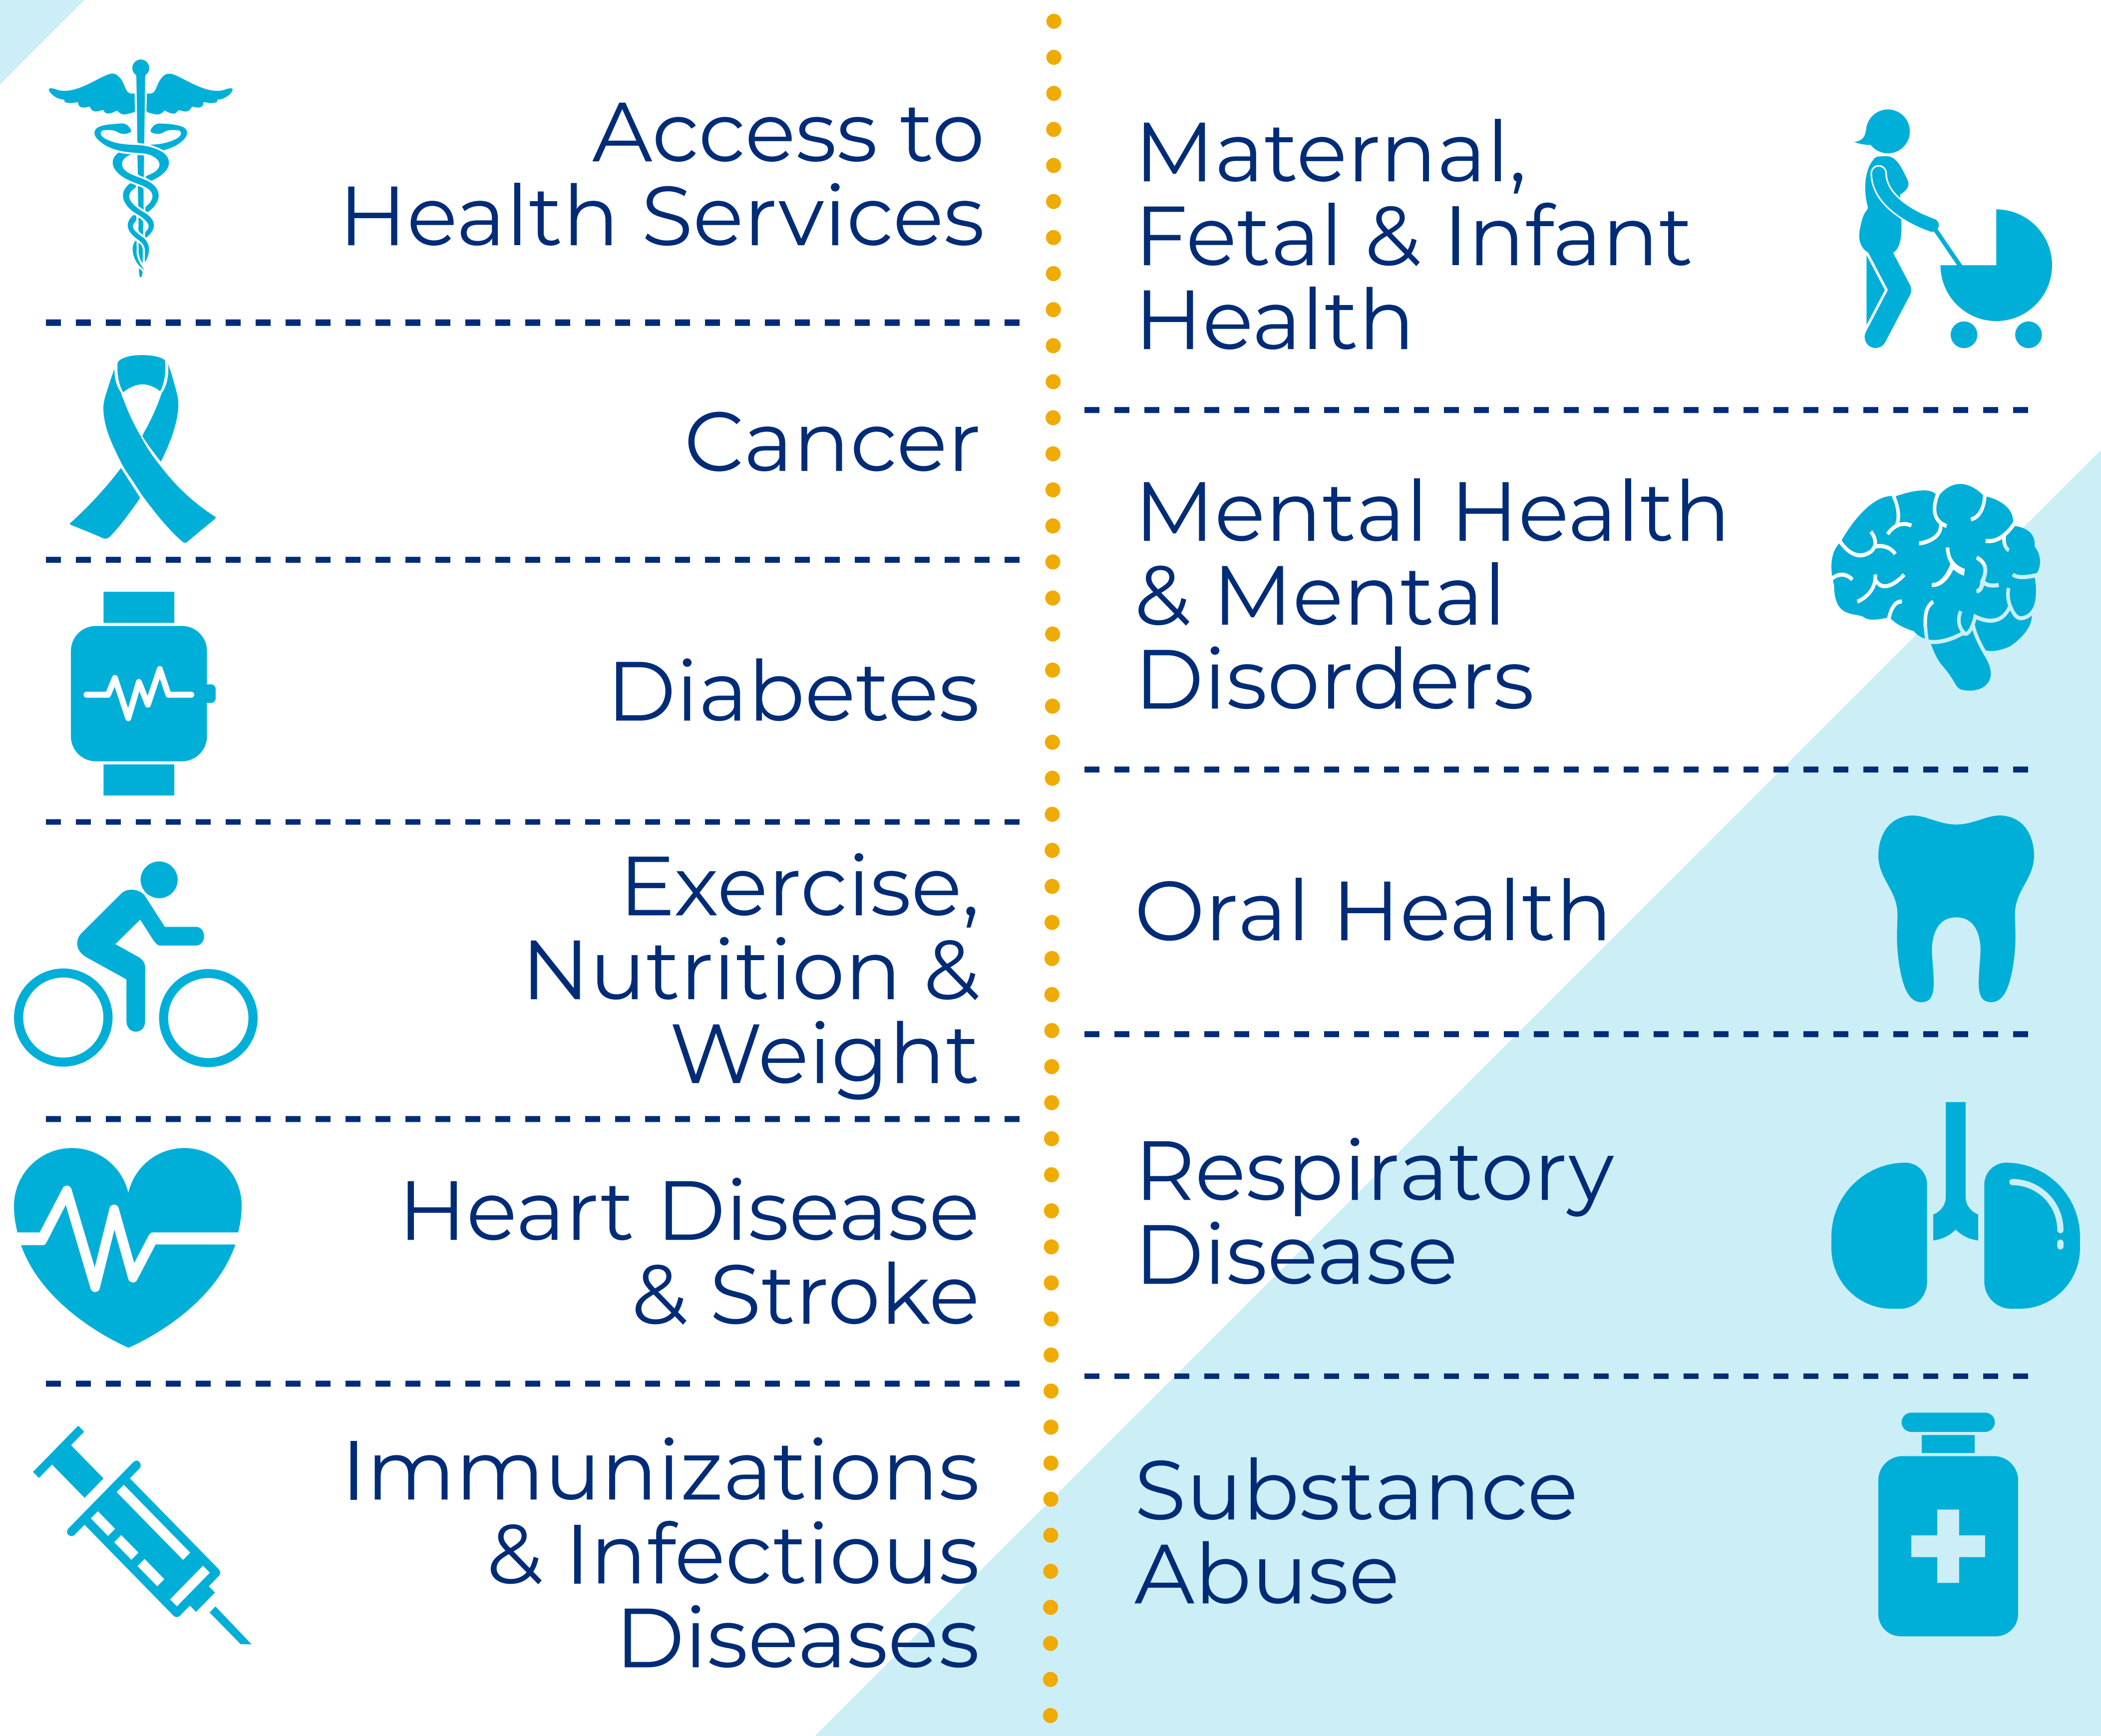 Access to
Health Services
Cancer
Diabetes
Exercise,
Nutrition &
Weight
Heart Disease
& Stroke
Immunizations
& Infectious
Diseases
Maternal,
Fetal & Infant
Health
Mental Health
& Mental
Disorders
Oral Health
Respiratory
Disease
Substance
Abuse